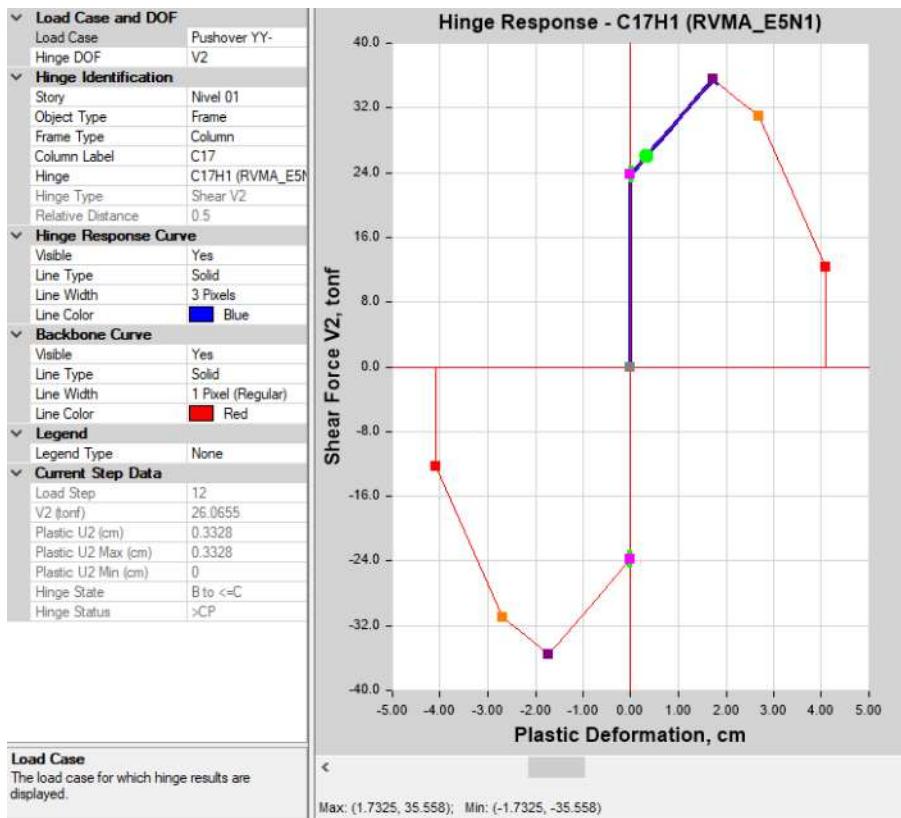 Load Case and DOF
Load Case Pushover YY-
Hinge DOF V2
Hinge Identification
Story Nivel 01
Object Type Frame
Frame Type Column
Column Label C17
Hinge C17H1 (RVMA_E5N
Hinge Type Shear V2
Relative Distance 0.5
Hinge Response Curve
Visible Yes
Line Type Solid
Line Width 3 Pixels
Line Color Blue
Backbone Curve
Visible Yes
Line Type Solid
Line Width 1 Pixel (Regular)
Line Color Red
Legend
Legend Type None
Current Step Data
Load Step 12
V2 (tonf) 26.0655
Plastic U2 (cm) 0.3328
Plastic U2 Max (cm) 0.3328
Plastic U2 Min (cm) 0
Hinge State B to <=C
Hinge Status >CP
Load Case
The load case for which hinge results are
displayed.
Hinge Response - C17H1 (RVMA_E5N1)
Shear Force V2, tonf
40.0
32.0
24.0
16.0
8.0
0.0
-8.0
-16.0
-24.0
-32.0
-40.0
-5.00 -4.00 -3.00 -2.00 -1.00 0.00 1.00 2.00 3.00 4.00 5.00
Plastic Deformation, cm
Max: (1.7325, 35.558); Min: (-1.7325, -35.558)